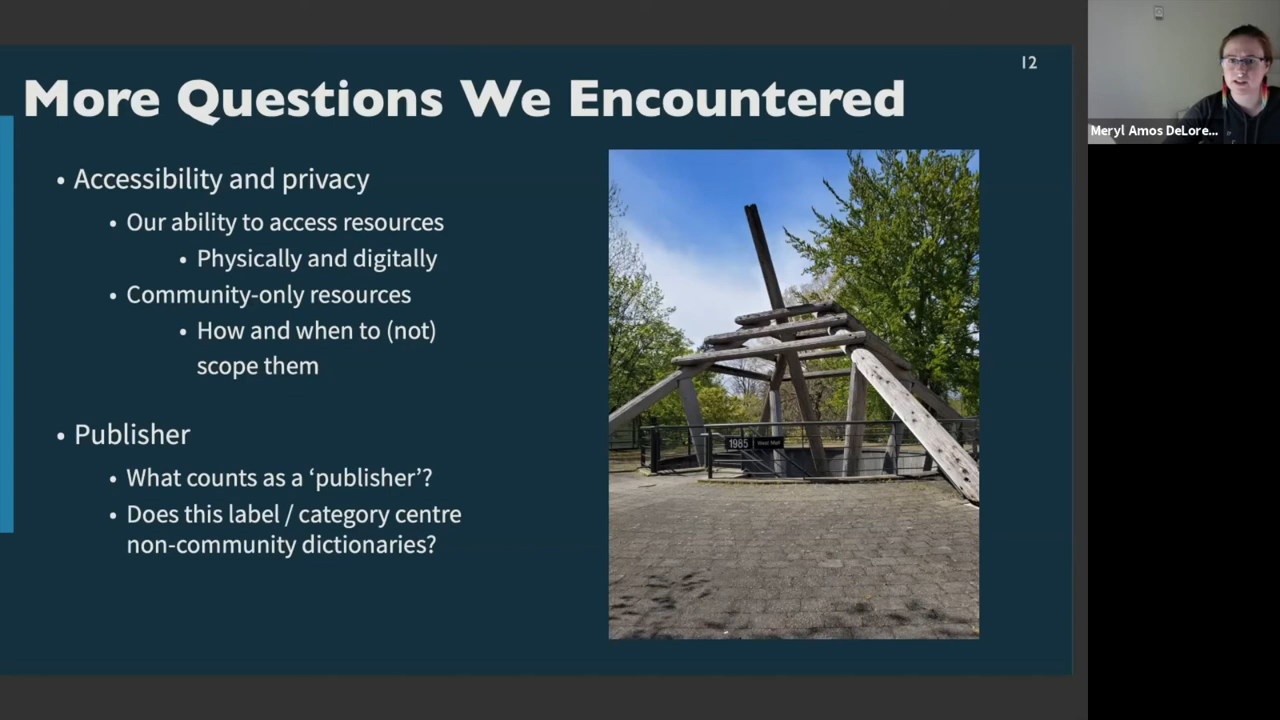 12
More Questions We Encountered
• Accessibility and privacy
• Our ability to access resources
• Physically and digitally
• Community-only resources
• How and when to (not)
scope them
• Publisher
• What counts as a ‘publisher’?
• Does this label / category centre
non-community dictionaries?
1985 West Mall
Meryl Amos DeLore...